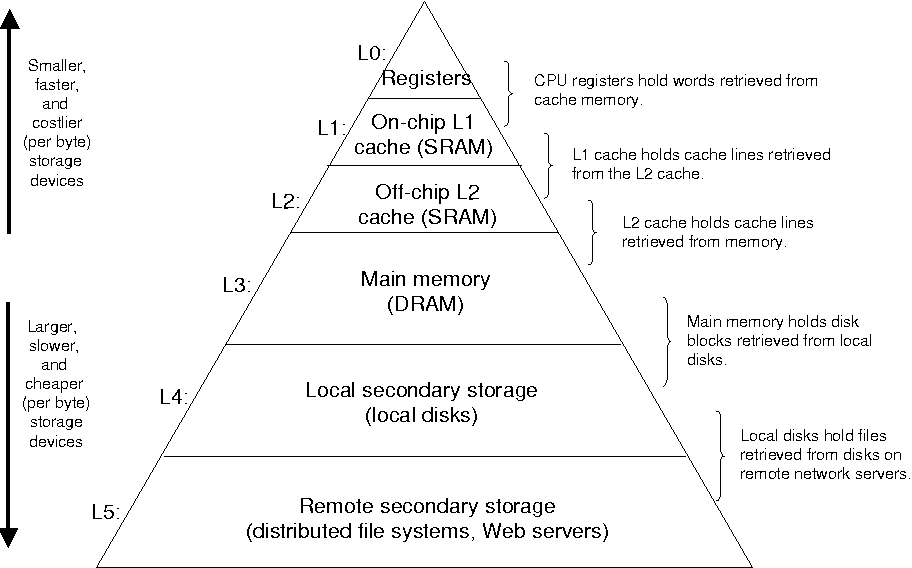 Smaller,
faster,
and
costlier
(per byte)
storage
devices
Larger,
slower,
and
cheaper
(per byte)
storage
devices
L0:
Registers
L1:
On-chip L1
cache (SRAM)
L2:
Off-chip L2
cache (SRAM)
L3:
Main memory
(DRAM)
L4:
Local secondary storage
(local disks)
L5:
Remote secondary storage
(distributed file systems, Web servers)
CPU registers hold words retrieved from
cache memory.
L1 cache holds cache lines retrieved
from the L2 cache.
L2 cache holds cache lines
retrieved from memory.
Main memory holds disk
blocks retrieved from local
disks.
Local disks hold files
retrieved from disks on
remote network servers.